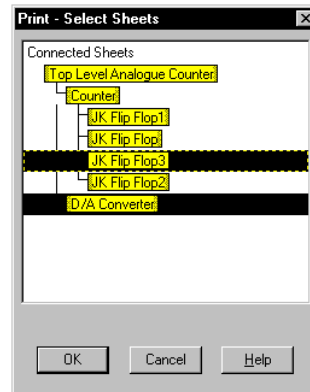 Print - Select Sheets
Connected Sheets
Top Level Analogue Counter
Counter
JK Flip Flop1
JK Flip Flop
JK Flip Flop3
JK Flip Flop2
D/A Converter
OK
Cancel
Help